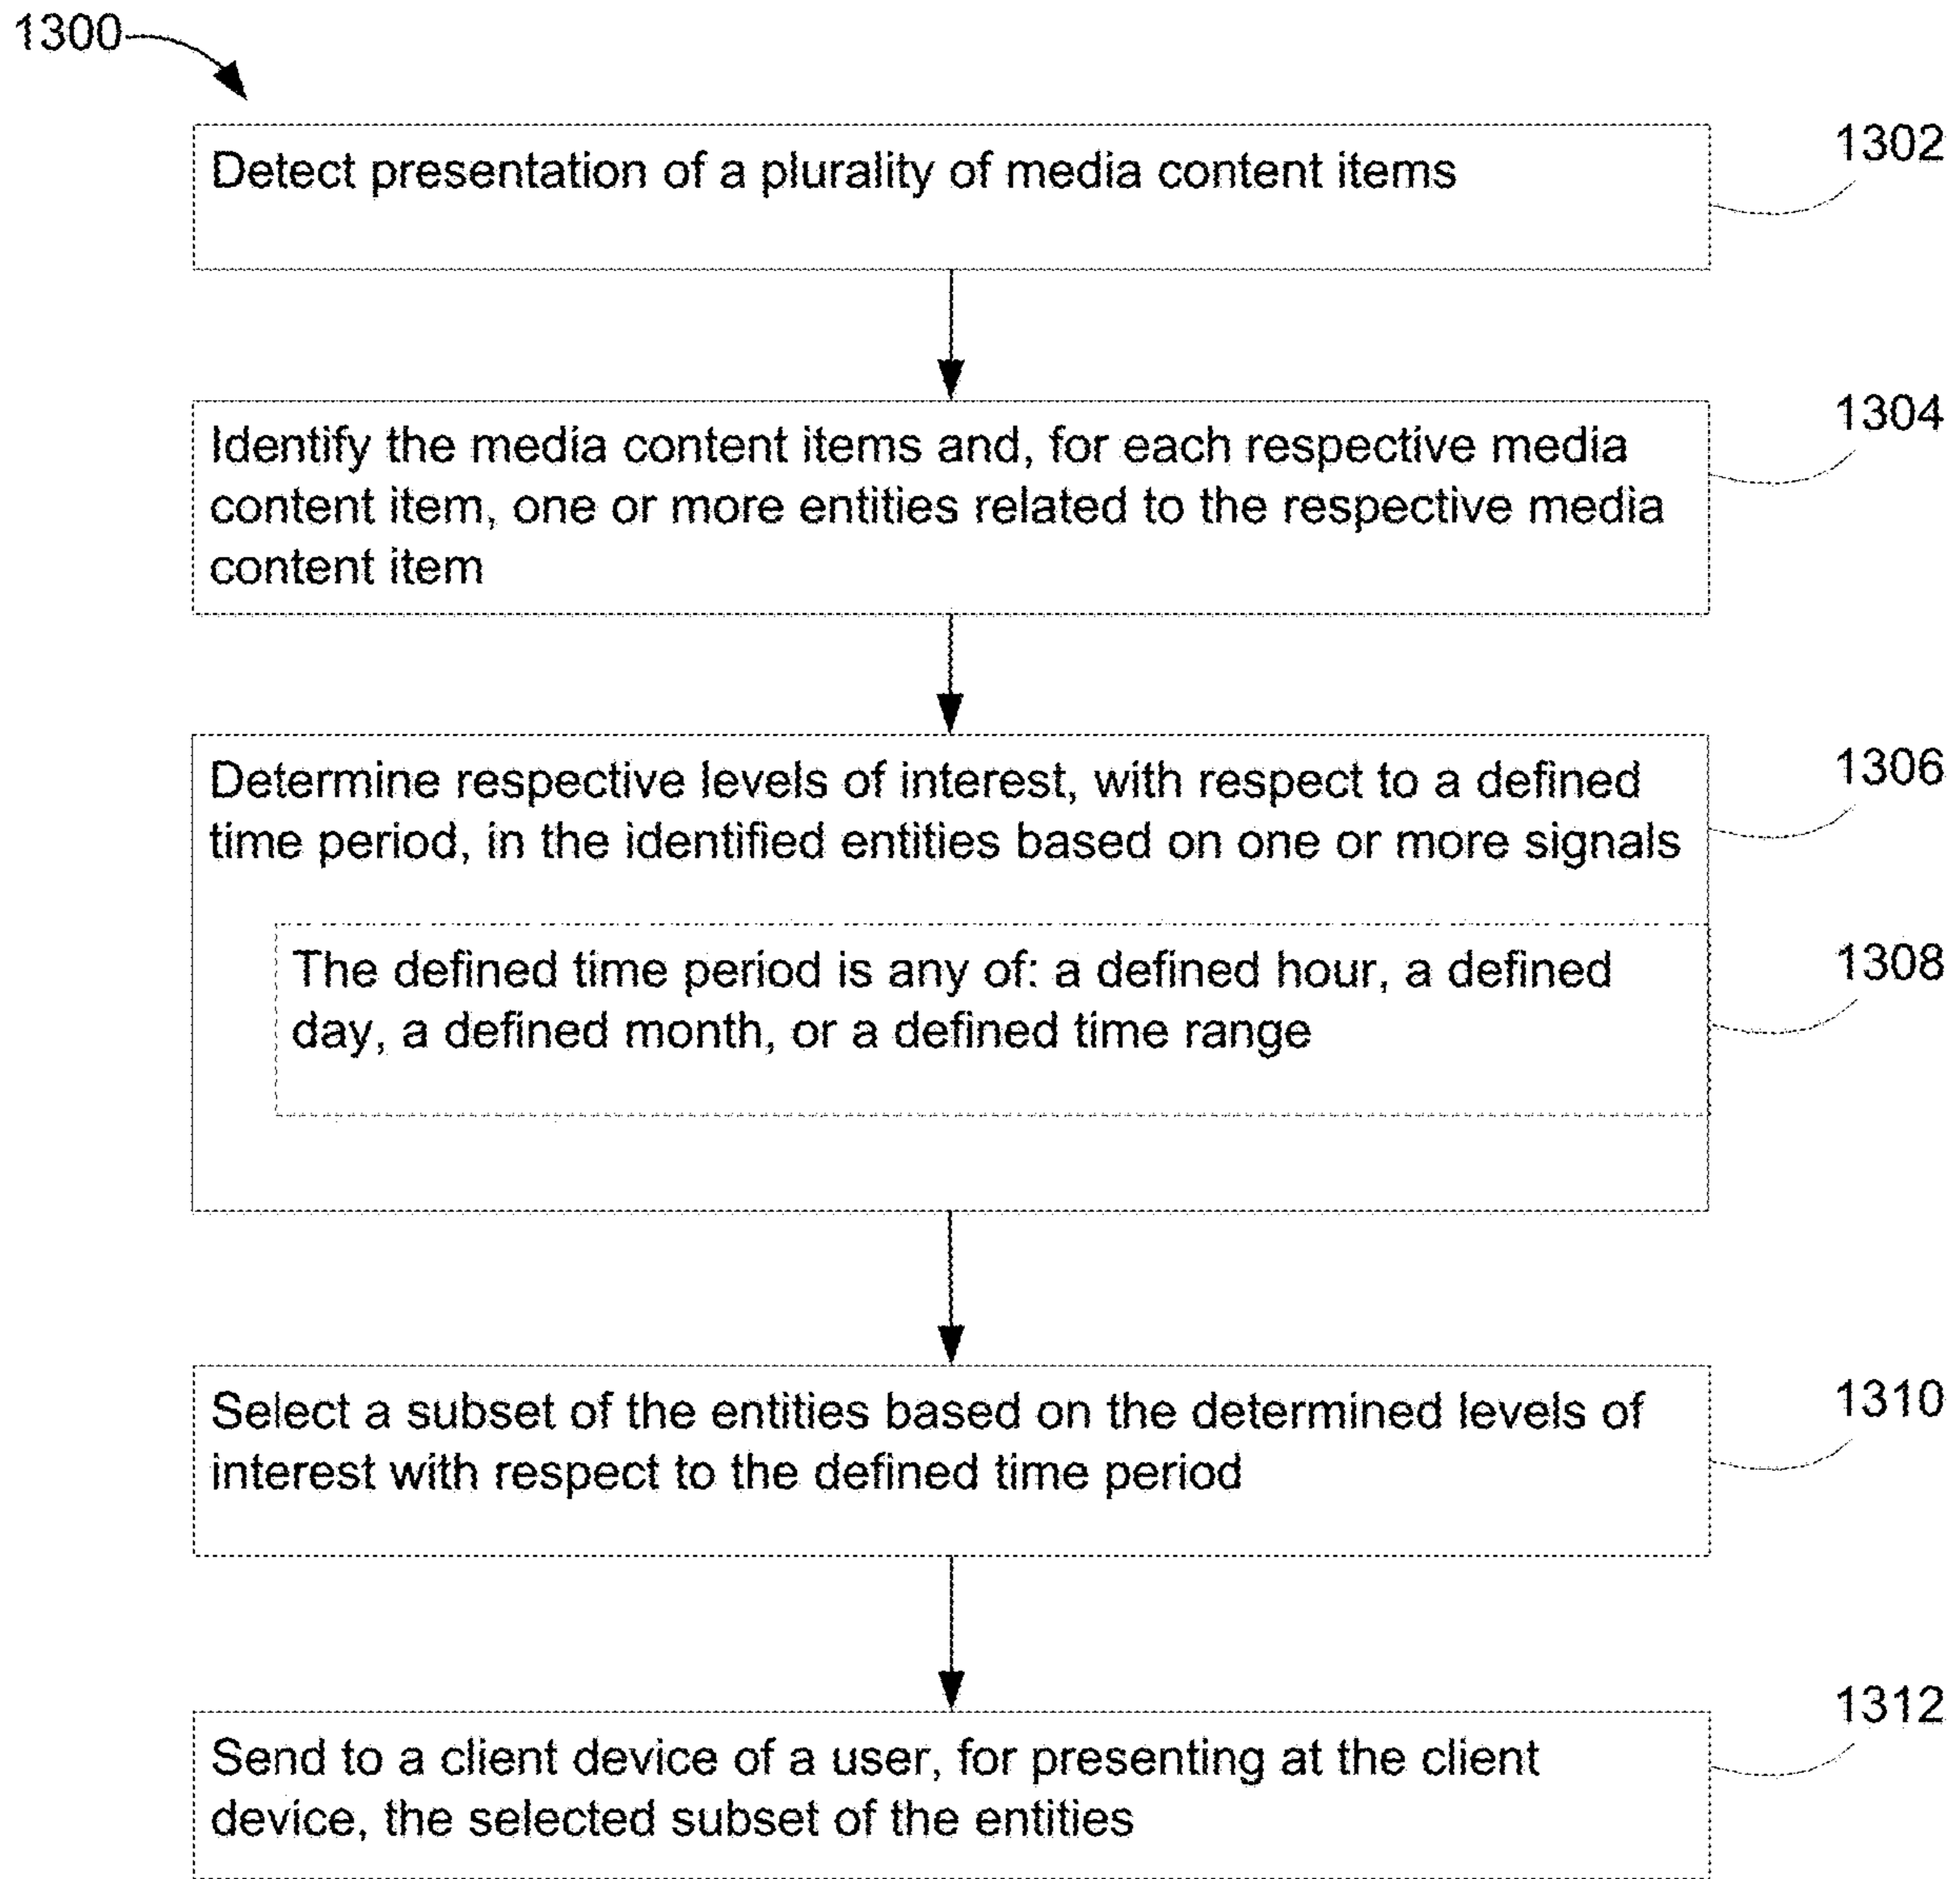 1300
Detect presentation of a plurality of media content items
1302
Identify the media content items and, for each respective media
content item, one or more entities related to the respective media
content item
1304
Determine respective levels of interest, with respect to a defined
time period, in the identified entities based on one or more signals
1306
The defined time period is any of: a defined hour, a defined
day, a defined month, or a defined time range
1308
Select a subset of the entities based on the determined levels of
interest with respect to the defined time period
1310
Send to a client device of a user, for presenting at the client
device, the selected subset of the entities
1312